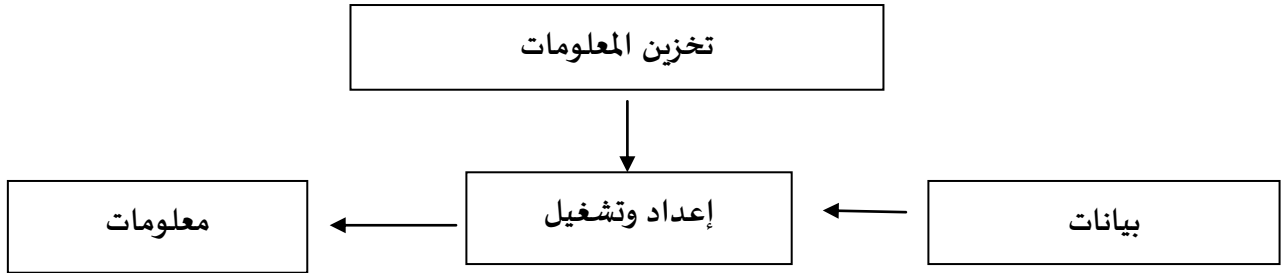 تخزين المعلومات
بيانات
إعداد وتشغيل
معلومات